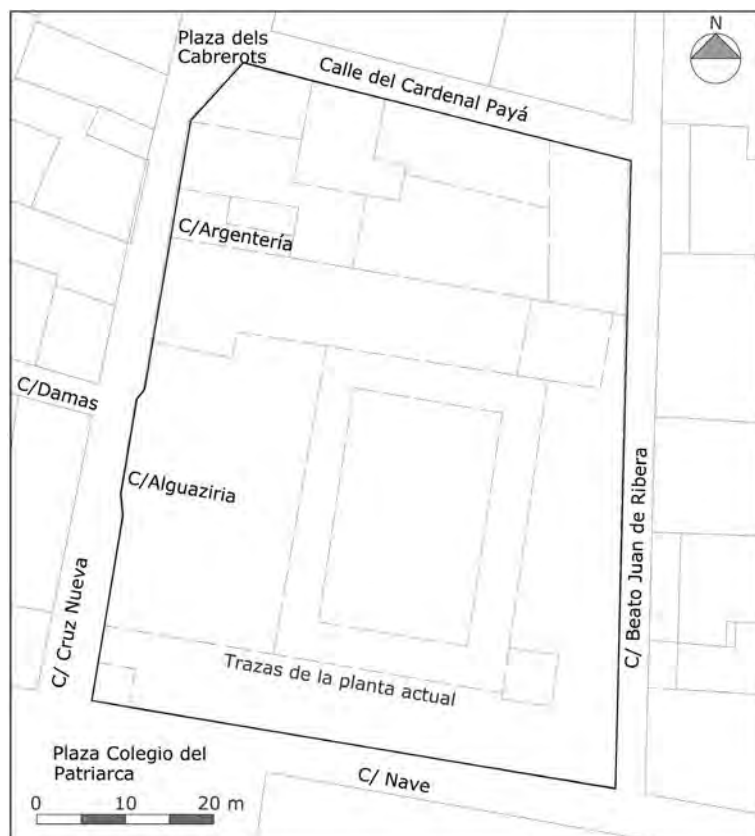 Plaza dels
Cabrerots
Calle del Cardenal Payá
N
C/Argentería
C/Damas
C/Alguaziria
C/ Beato Juan de Ribera
C/ Cruz Nueva
Trazas de la planta actual
Plaza Colegio del
Patriarca
C/ Nave
0 10 20 m